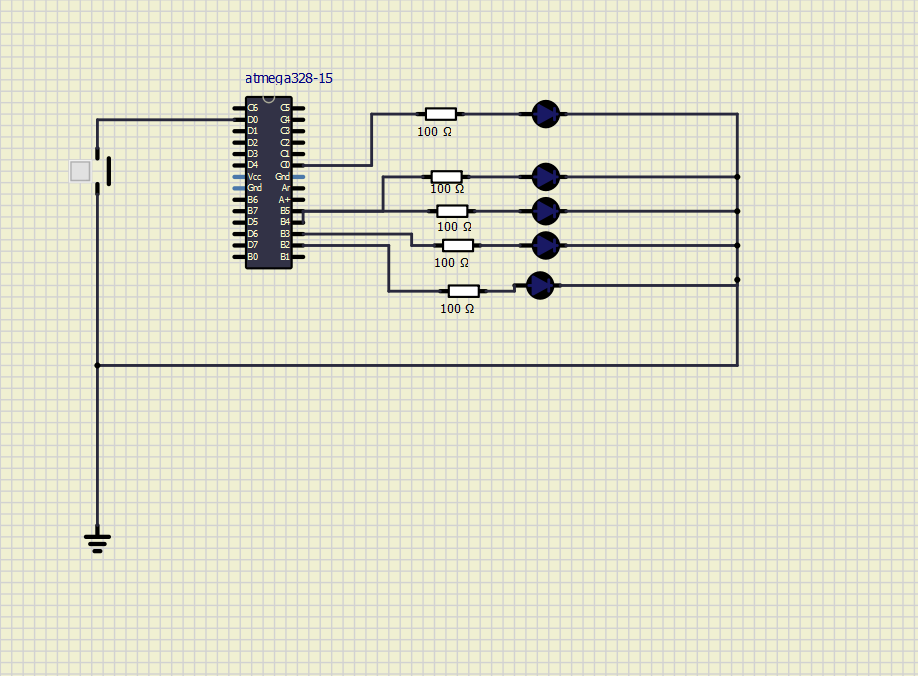 atmega328-15
C6 C5
D0 C4
D1 C3
D2 C2
D3 C1
D4 C0
Vcc Gnd
Gnd Ar
B6 A+
B7 B5
D5 B4
D6 B3
D7 B2
B0 B1
100 Ω
100 Ω
100 Ω
100 Ω
100 Ω